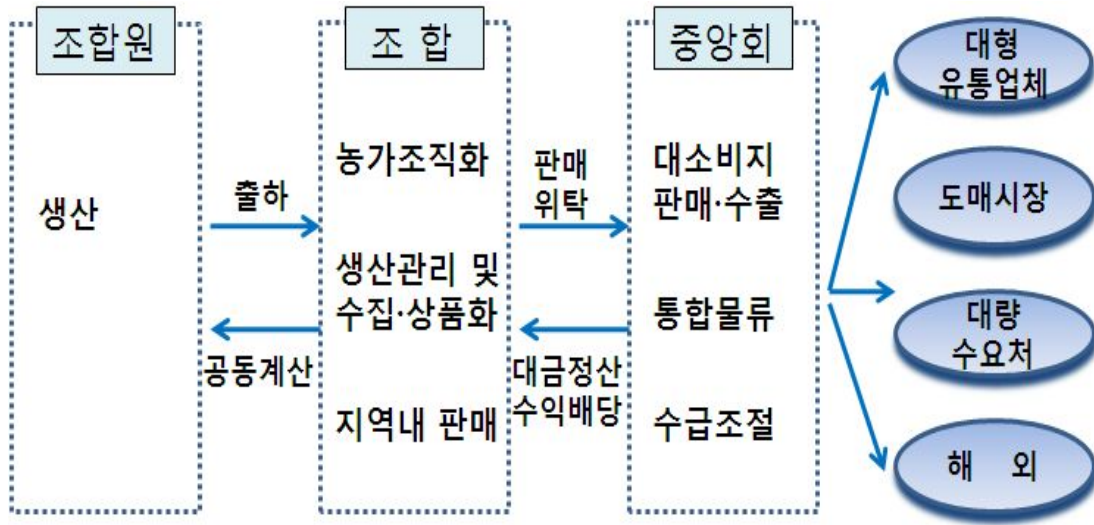 조합원
생산
출하
공동계산
조 합
농가조직화
생산관리 및
수집·상품화
지역내 판매
판매
위탁
대금정산
수익배당
중앙회
대소비지
판매·수출
통합물류
수급조절
대형
유통업체
도매시장
대량
수요처
해 외